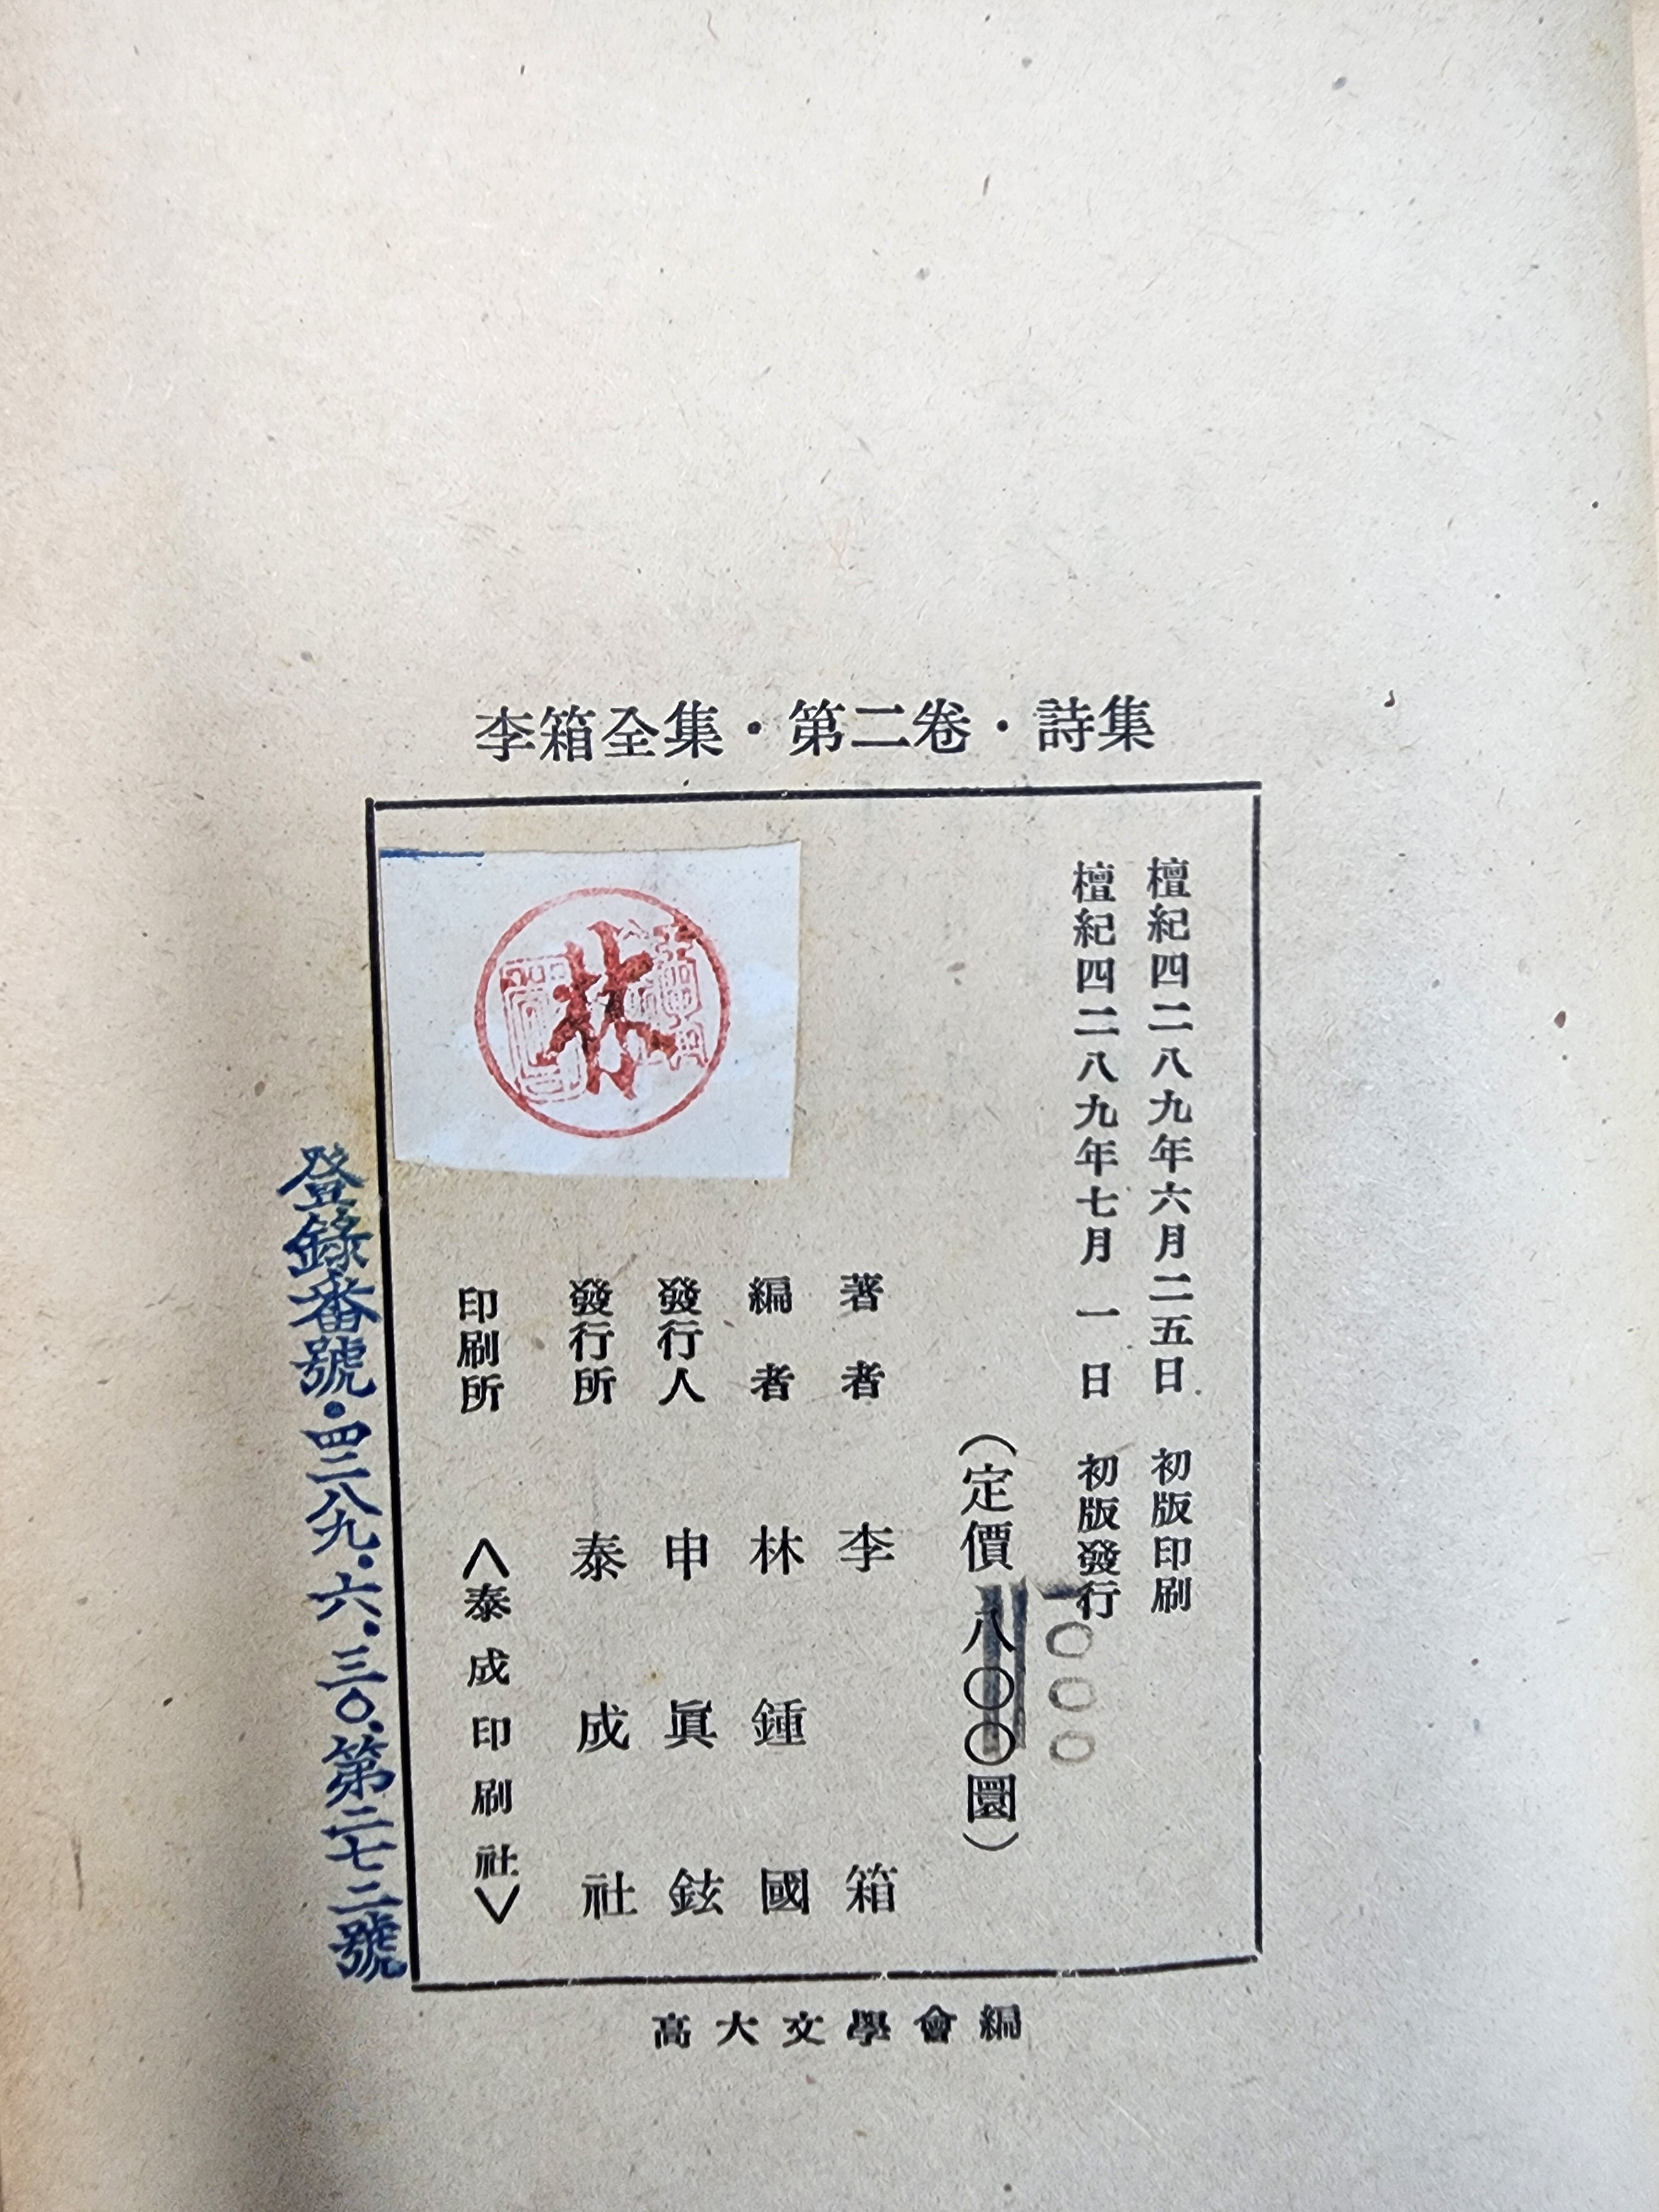 李箱全集・第二卷・詩集
檀紀四二八九年六月二五日 初版印刷
檀紀四二八九年七月一日 初版發行
一〇〇〇
(定價八〇〇圜)
著者 李箱
編者 林鍾國
發行人 申眞鉉
發行所 泰成社
印刷所 <泰成印刷社>
林
登錄番號・四二八九・六・三〇・第二七二號
高大文學會編